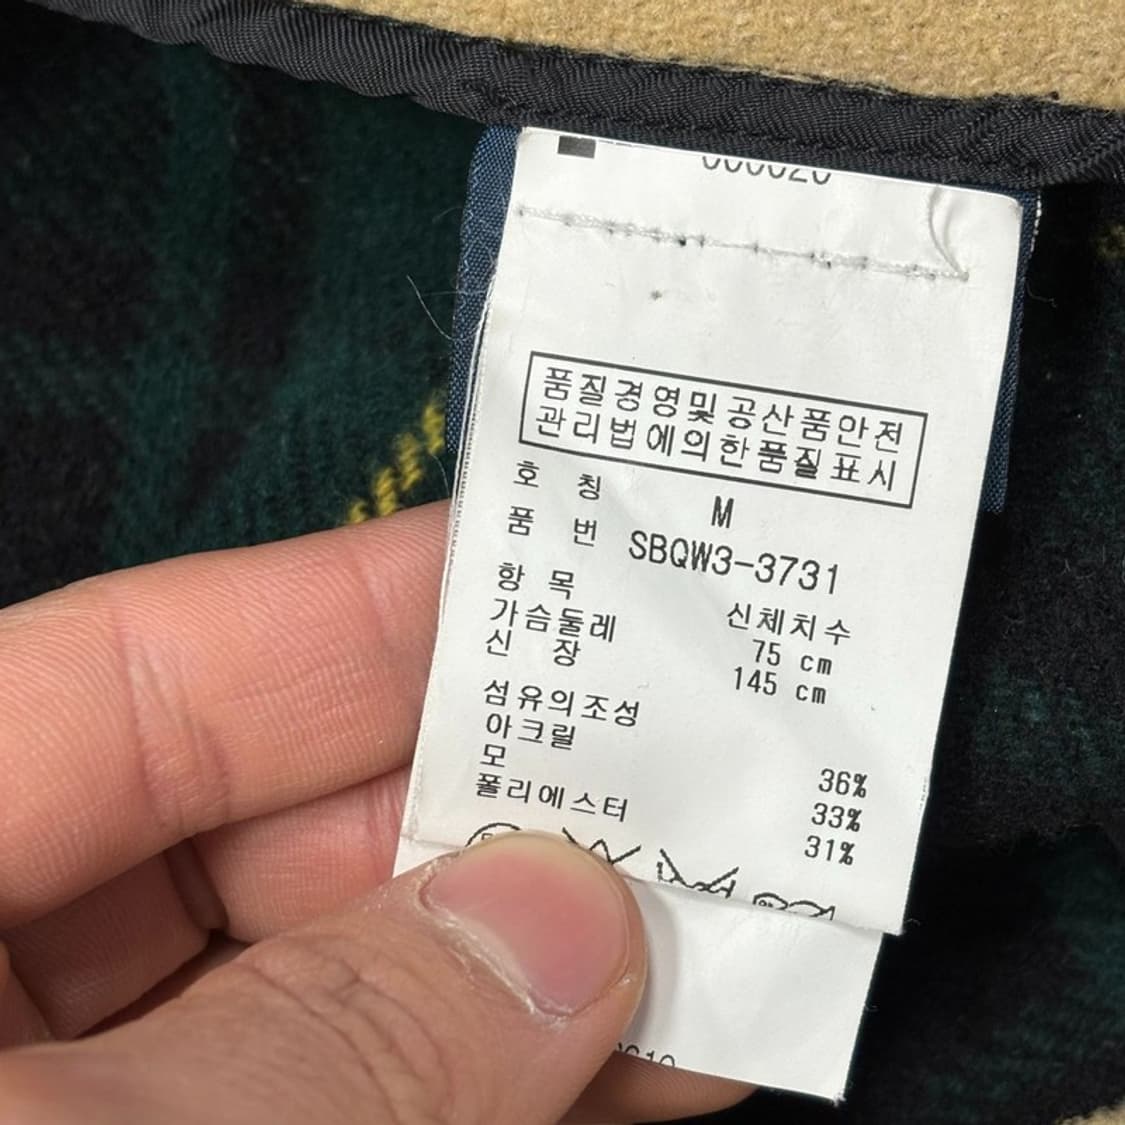 품질경영및공산품안전
관리법에의한품질표시
호 칭 M
품 번 SBQW3-3731
항 목 신체치수
가슴둘레 75 cm
신 장 145 cm
섬유의조성
아크릴 36%
모 33%
폴리에스터 31%